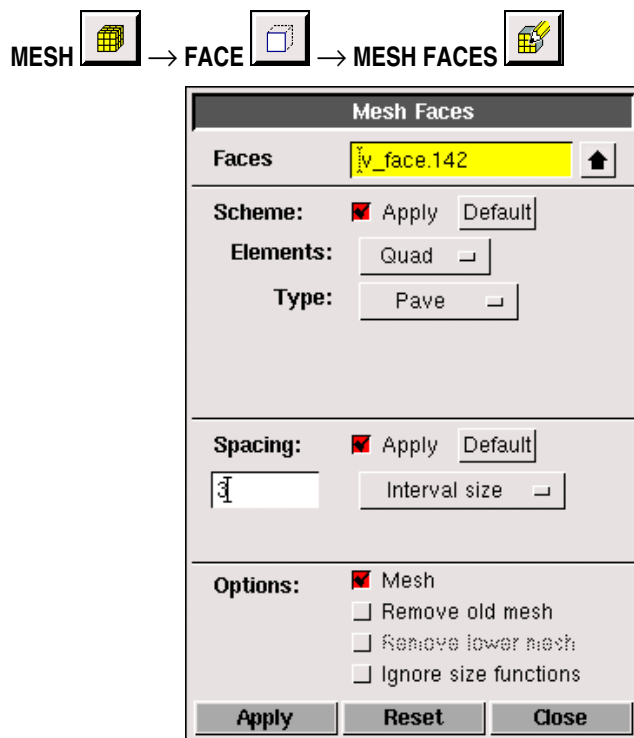 MESH → FACE → MESH FACES
Mesh Faces
Faces v_face.142
Scheme: Apply Default
Elements: Quad
Type: Pave
Spacing: Apply Default
3 Interval size
Options: Mesh
Remove old mesh
Remove lower mesh
Ignore size functions
Apply Reset Close